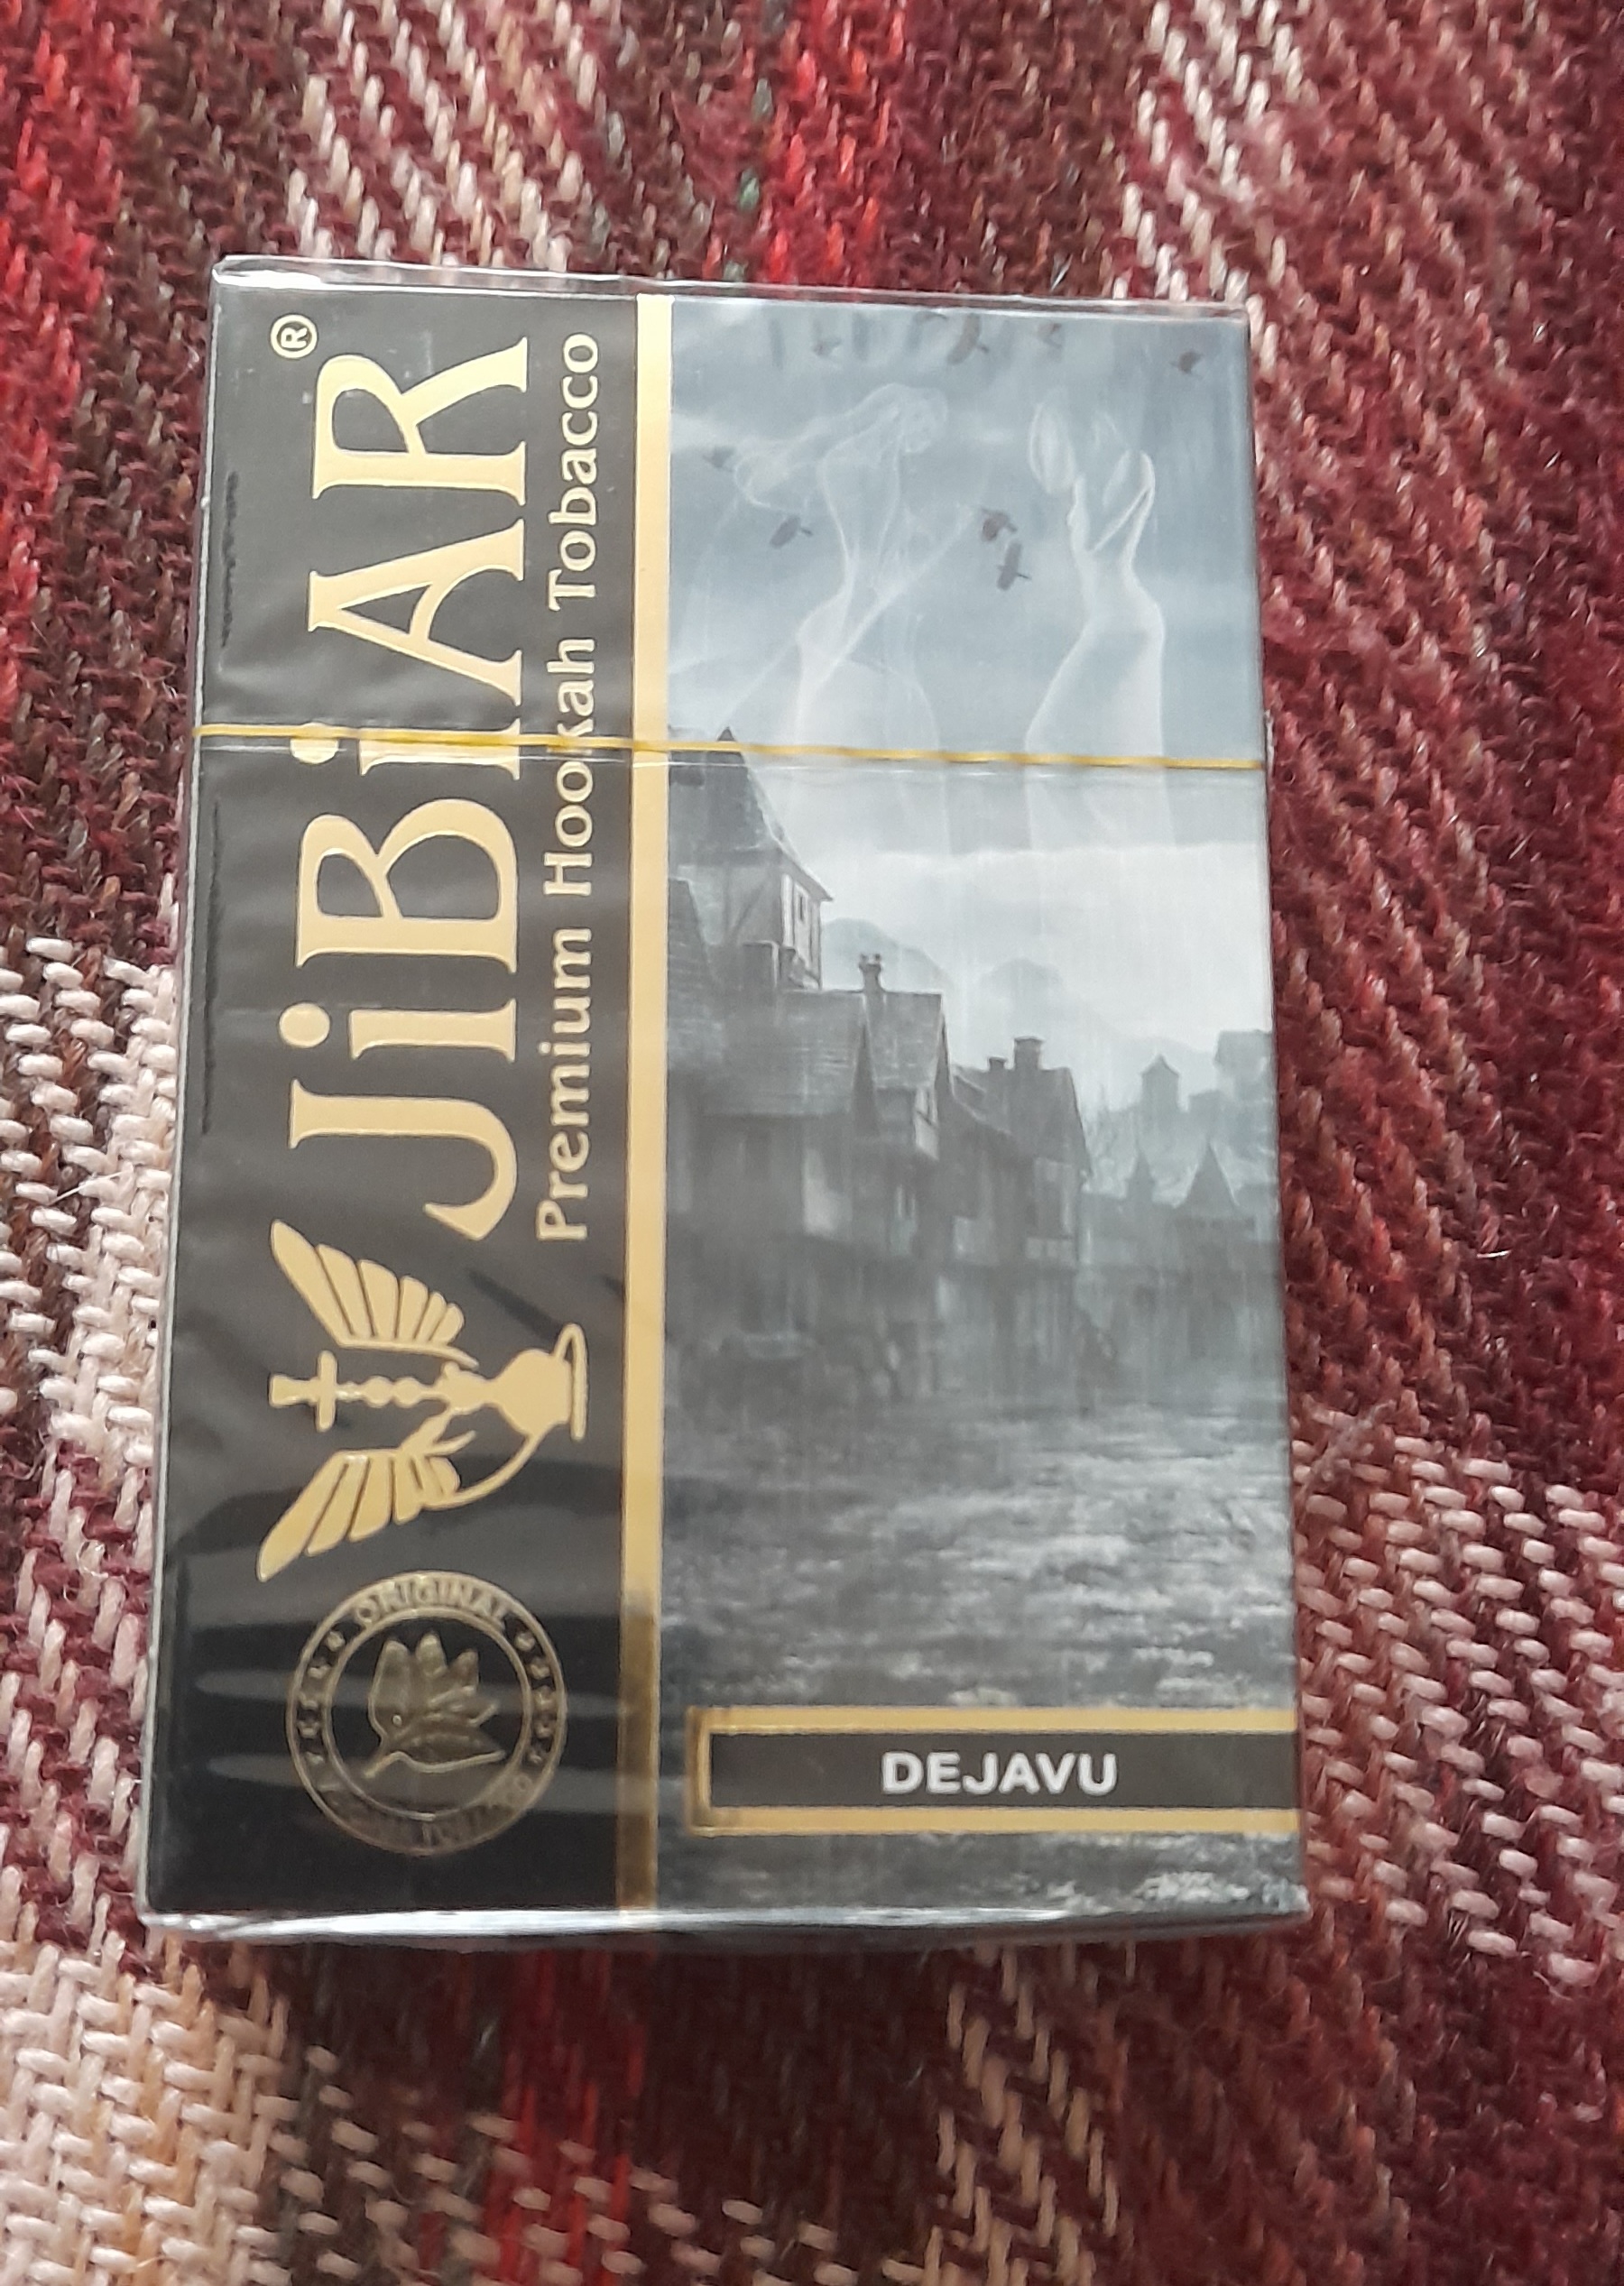 JiBiAR®
Premium Hookah Tobacco
ORIGINAL
DEJAVU